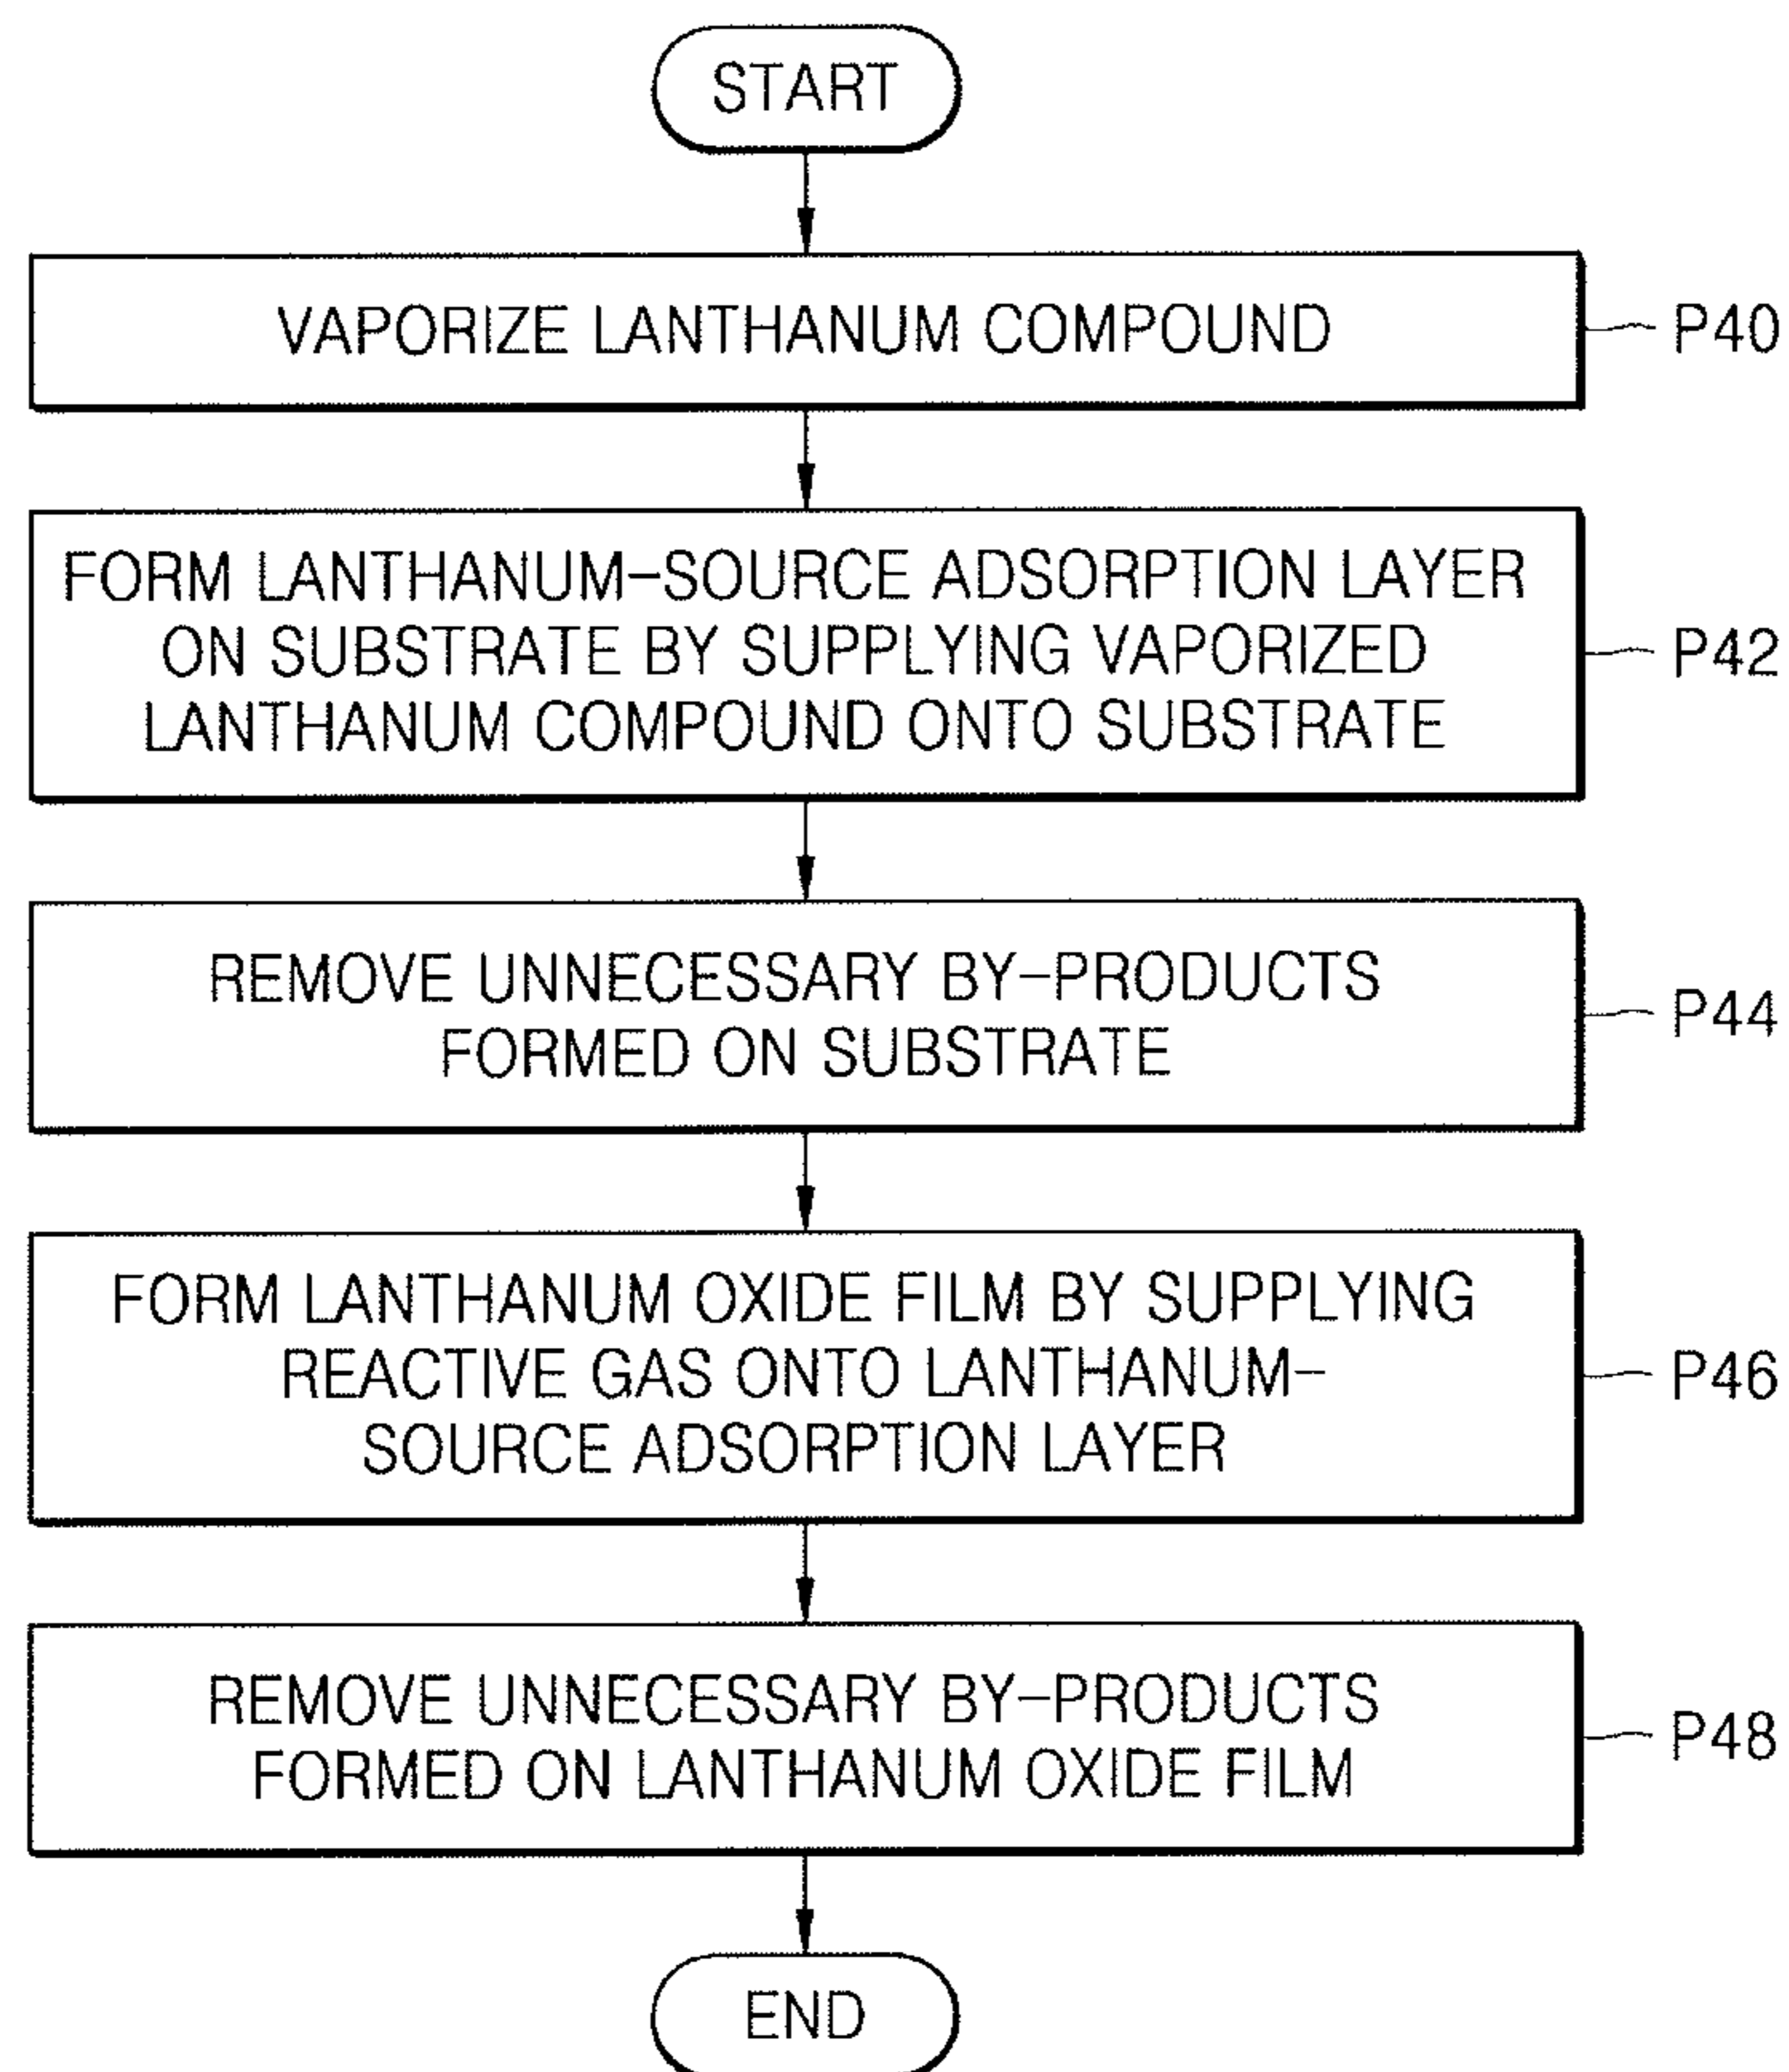 START
VAPORIZE LANTHANUM COMPOUND
P40
FORM LANTHANUM-SOURCE ADSORPTION LAYER
ON SUBSTRATE BY SUPPLYING VAPORIZED
LANTHANUM COMPOUND ONTO SUBSTRATE
P42
REMOVE UNNECESSARY BY-PRODUCTS
FORMED ON SUBSTRATE
P44
FORM LANTHANUM OXIDE FILM BY SUPPLYING
REACTIVE GAS ONTO LANTHANUM-
SOURCE ADSORPTION LAYER
P46
REMOVE UNNECESSARY BY-PRODUCTS
FORMED ON LANTHANUM OXIDE FILM
P48
END